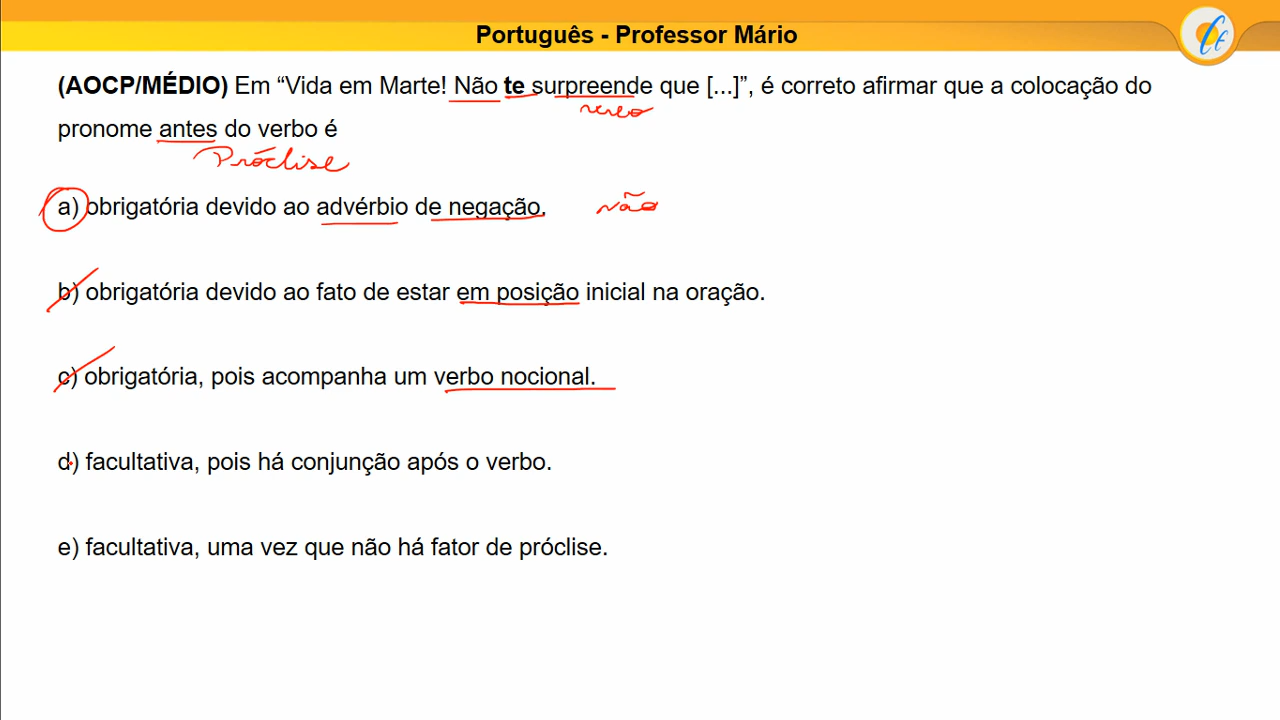 Português - Professor Mário
(AOCP/MÉDIO) Em “Vida em Marte! Não te surpreende que [...]”, é correto afirmar que a colocação do
verbo
pronome antes do verbo é
Próclise
a) obrigatória devido ao advérbio de negação. não
b) obrigatória devido ao fato de estar em posição inicial na oração.
c) obrigatória, pois acompanha um verbo nocional.
d) facultativa, pois há conjunção após o verbo.
e) facultativa, uma vez que não há fator de próclise.